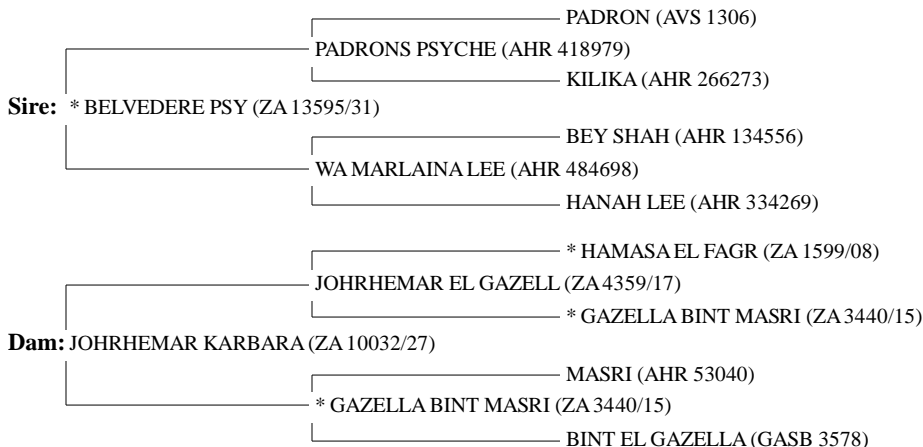 PADRON (AVS 1306)
PADRONS PSYCHE (AHR 418979)
KILIKA (AHR 266273)
Sire: * BELVEDERE PSY (ZA 13595/31)
BEY SHAH (AHR 134556)
WA MARLAINA LEE (AHR 484698)
HANAH LEE (AHR 334269)
* HAMASA EL FAGR (ZA 1599/08)
JOHRHEMAR EL GAZELL (ZA 4359/17)
* GAZELLA BINT MASRI (ZA 3440/15)
Dam: JOHRHEMAR KARBARA (ZA 10032/27)
MASRI (AHR 53040)
* GAZELLA BINT MASRI (ZA 3440/15)
BINT EL GAZELLA (GASB 3578)